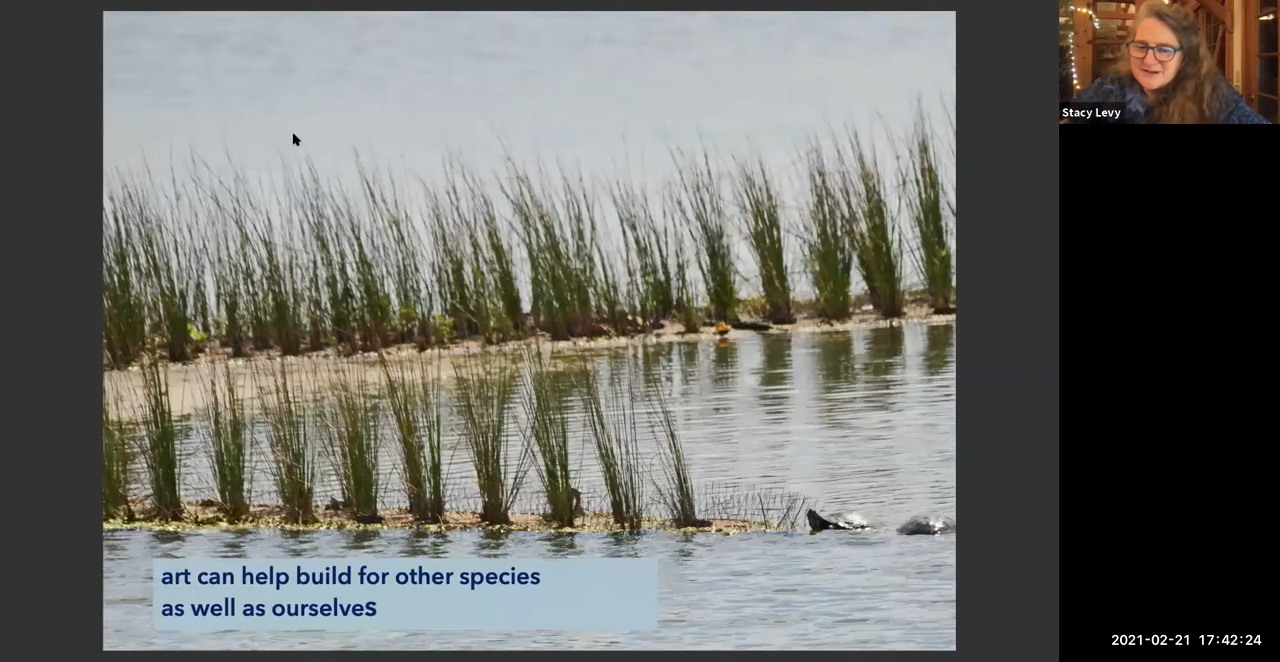 Stacy Levy
art can help build for other species
as well as ourselves
2021-02-21 17:42:24